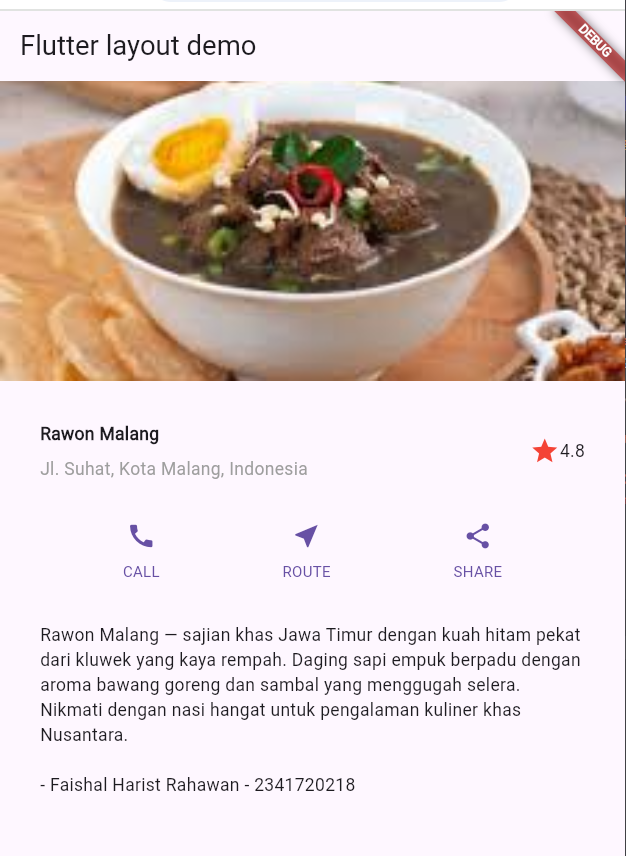 Flutter layout demo
DEBUG
Rawon Malang
Jl. Suhat, Kota Malang, Indonesia
4.8
CALL
ROUTE
SHARE
Rawon Malang — sajian khas Jawa Timur dengan kuah hitam pekat
dari kluwek yang kaya rempah. Daging sapi empuk berpadu dengan
aroma bawang goreng dan sambal yang menggugah selera.
Nikmati dengan nasi hangat untuk pengalaman kuliner khas
Nusantara.
- Faishal Harist Rahawan - 2341720218